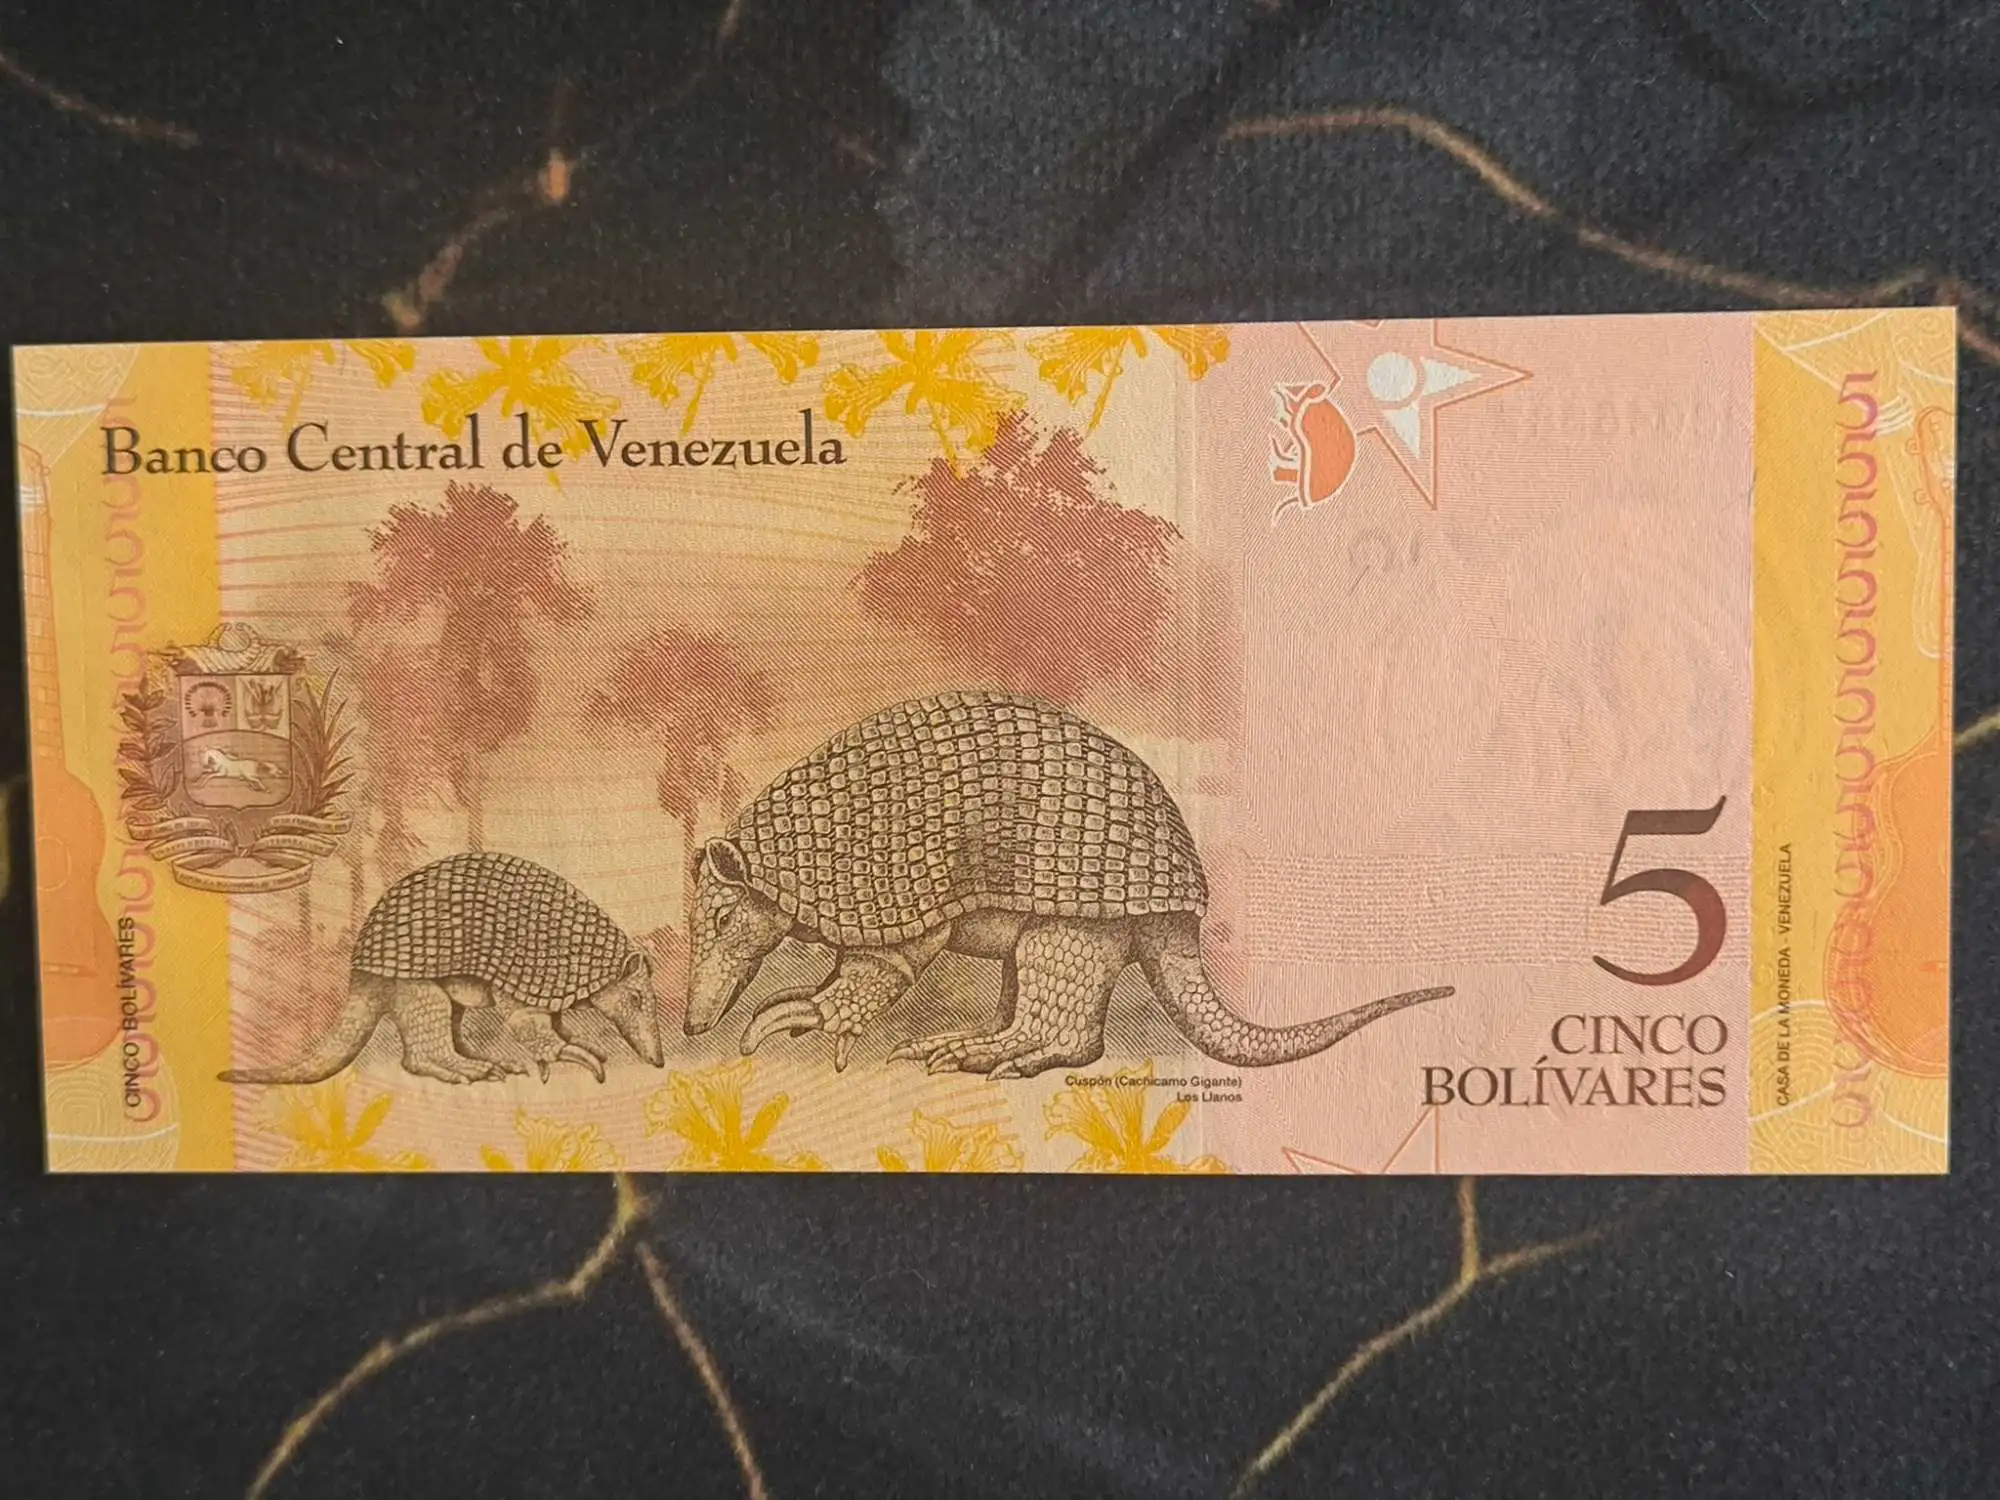 Banco Central de Venezuela
CINCO BOLÍVARES
Cuspón (Cachicamo Gigante)
Los Llanos
5
CINCO
BOLÍVARES
CASA DE LA MONEDA - VENEZUELA